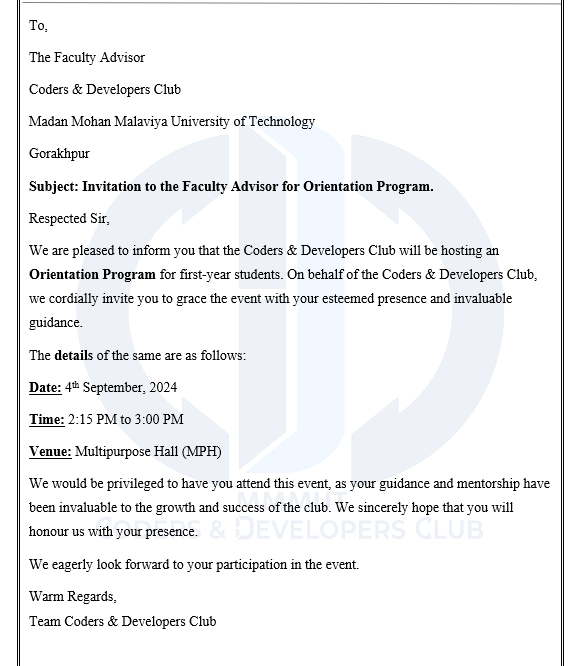 To,
The Faculty Advisor
Coders & Developers Club
Madan Mohan Malaviya University of Technology
Gorakhpur
Subject: Invitation to the Faculty Advisor for Orientation Program.
Respected Sir,
We are pleased to inform you that the Coders & Developers Club will be hosting an
Orientation Program for first-year students. On behalf of the Coders & Developers Club,
we cordially invite you to grace the event with your esteemed presence and invaluable
guidance.
The details of the same are as follows:
Date: 4th September, 2024
Time: 2:15 PM to 3:00 PM
Venue: Multipurpose Hall (MPH)
We would be privileged to have you attend this event, as your guidance and mentorship have
been invaluable to the growth and success of the club. We sincerely hope that you will
honour us with your presence.
MMMUT
CODERS & DEVELOPERS CLUB
We eagerly look forward to your participation in the event.
Warm Regards,
Team Coders & Developers Club